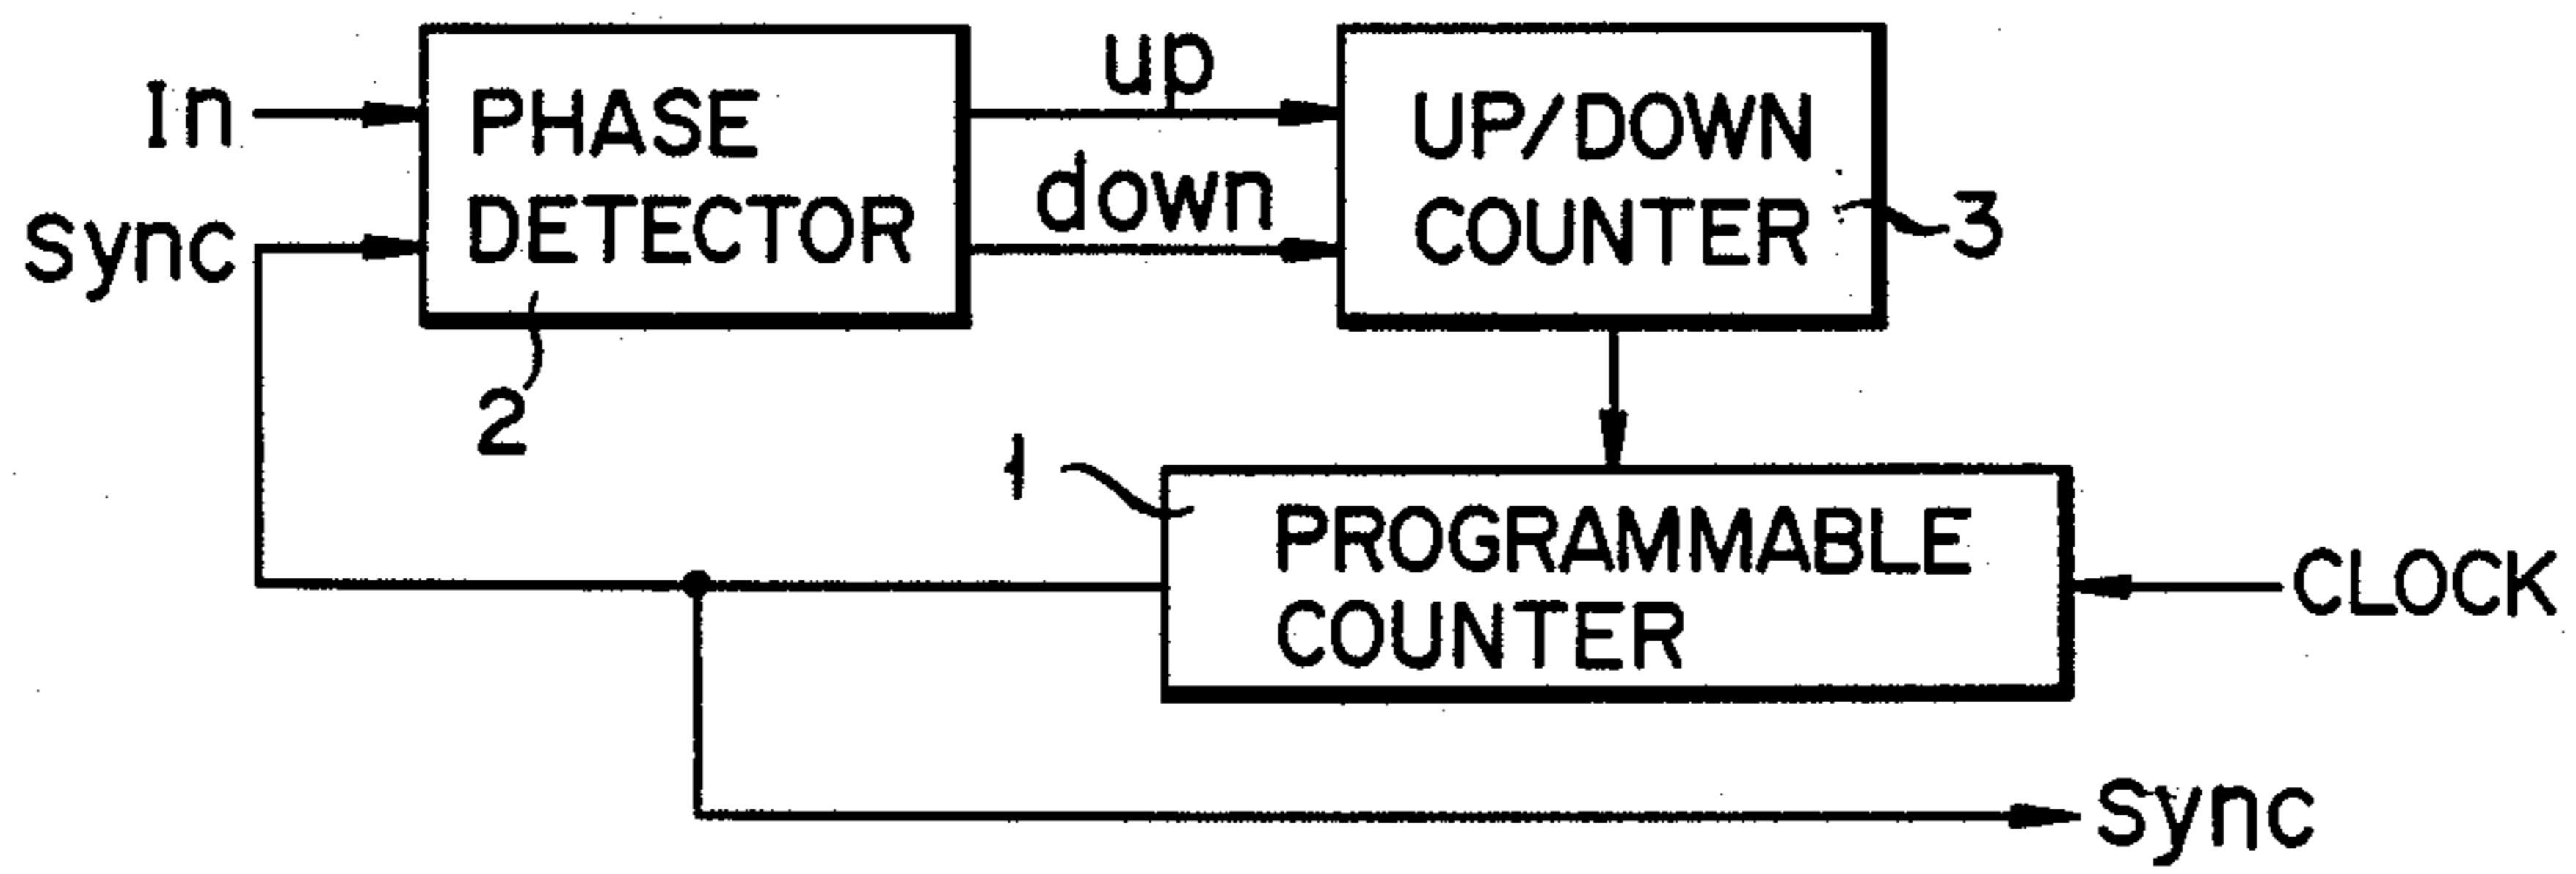 In
Sync
PHASE
DETECTOR
2
up
down
UP/DOWN
COUNTER
3
1
PROGRAMMABLE
COUNTER
CLOCK
Sync